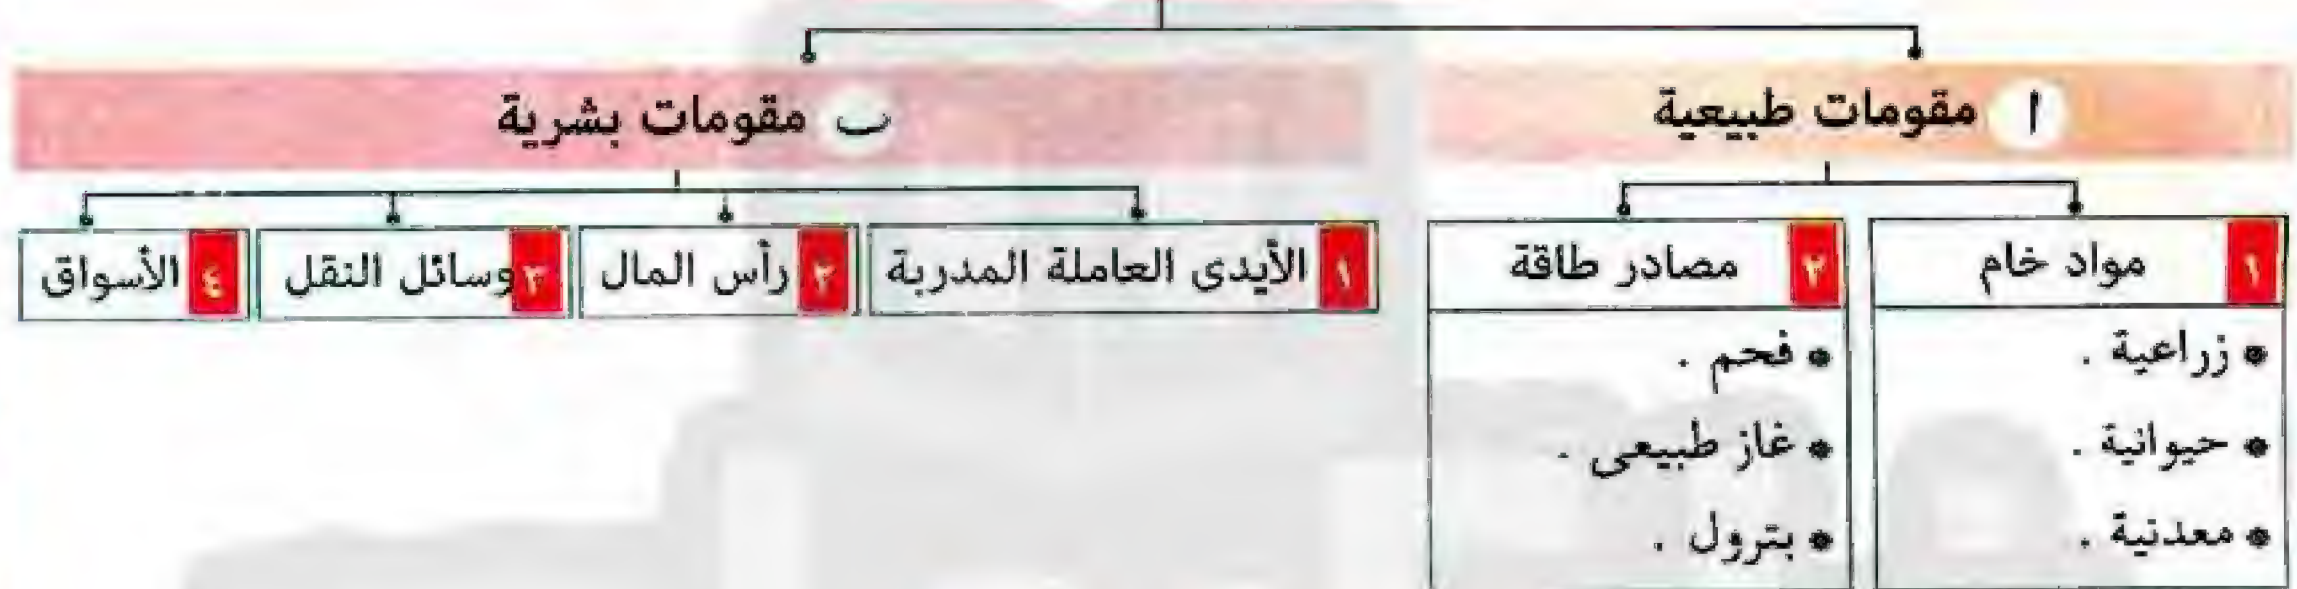 ا مقومات طبيعية
ب مقومات بشرية
١ مواد خام
٢ مصادر طاقة
١ الأيدى العاملة المدربة
٢ رأس المال
٣ وسائل النقل
٤ الأسواق
• زراعية .
• حيوانية .
• معدنية .
• فحم .
• غاز طبيعى .
• بترول .